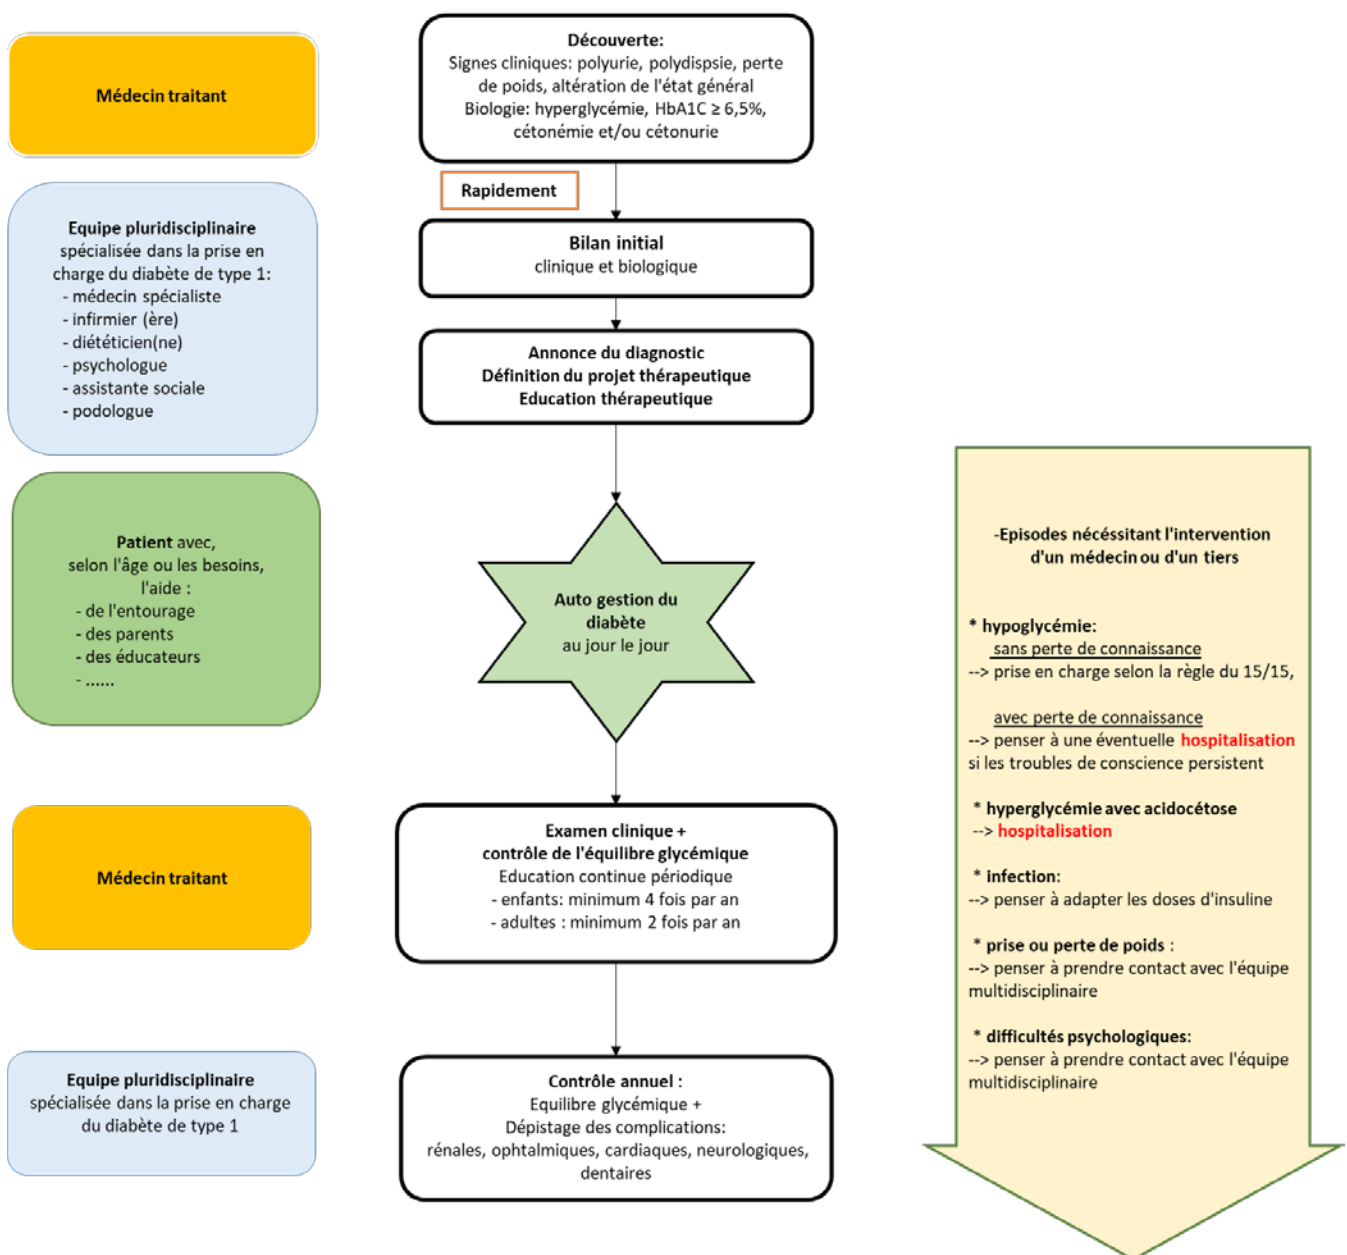 Médecin traitant
Découverte:
Signes cliniques: polyurie, polydispsie, perte
de poids, altération de l'état général
Biologie: hyperglycémie, HbA1C ≥ 6,5%,
cétonémie et/ou cétonurie
Rapidement
Equipe pluridisciplinaire
spécialisée dans la prise en
charge du diabète de type 1:
- médecin spécialiste
- infirmier (ère)
- diététicien(ne)
- psychologue
- assistante sociale
- podologue
Bilan initial
clinique et biologique
Annonce du diagnostic
Définition du projet thérapeutique
Education thérapeutique
Patient avec,
selon l'âge ou les besoins,
l'aide :
- de l'entourage
- des parents
- des éducateurs
- ......
Auto gestion du
diabète
au jour le jour
Médecin traitant
Examen clinique +
contrôle de l'équilibre glycémique
Education continue périodique
- enfants: minimum 4 fois par an
- adultes : minimum 2 fois par an
Equipe pluridisciplinaire
spécialisée dans la prise en charge
du diabète de type 1
Contrôle annuel :
Equilibre glycémique +
Dépistage des complications:
rénales, ophtalmiques, cardiaques, neurologiques,
dentaires
-Episodes nécéssitant l'intervention
d'un médecin ou d'un tiers
* hypoglycémie:
sans perte de connaissance
--> prise en charge selon la règle du 15/15,
avec perte de connaissance
--> penser à une éventuelle hospitalisation
si les troubles de conscience persistent
* hyperglycémie avec acidocétose
--> hospitalisation
* infection:
--> penser à adapter les doses d'insuline
* prise ou perte de poids :
--> penser à prendre contact avec l'équipe
multidisciplinaire
* difficultés psychologiques:
--> penser à prendre contact avec l'équipe
multidisciplinaire